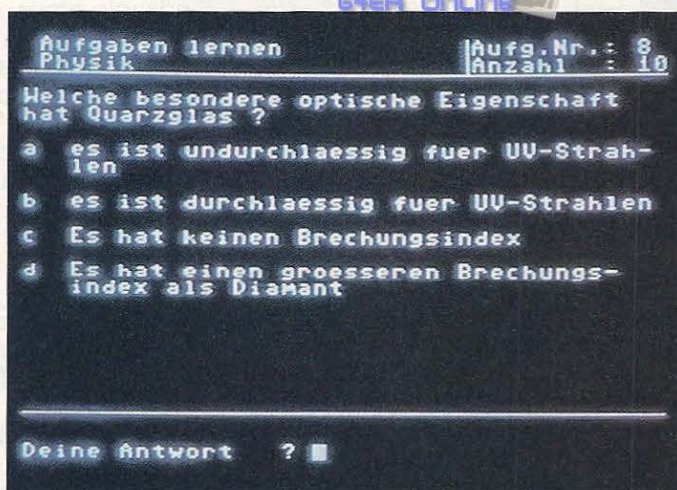 64ER ONLINE
Aufgaben lernen |Aufg.Nr.: 8
Physik |Anzahl : 10
Welche besondere optische Eigenschaft
hat Quarzglas ?
a es ist undurchlaessig fuer UV-Strah-
len
b es ist durchlaessig fuer UV-Strahlen
c Es hat keinen Brechungsindex
d Es hat einen groesseren Brechungs-
index als Diamant
Deine Antwort ?